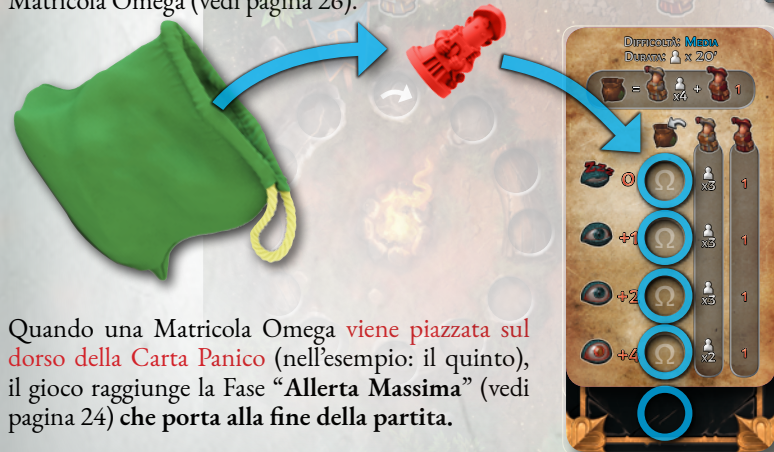 Matricola Omega (vedi pagina 26).
Difficoltà: Media
Durata: x 20'
= x4 + 1
0 Ω x3 1
+1 Ω x3 1
+2 Ω x3 1
+4 Ω x2 1
Quando una Matricola Omega viene piazzata sul
dorso della Carta Panico (nell'esempio: il quinto),
il gioco raggiunge la Fase “Allerta Massima” (vedi
pagina 24) che porta alla fine della partita.